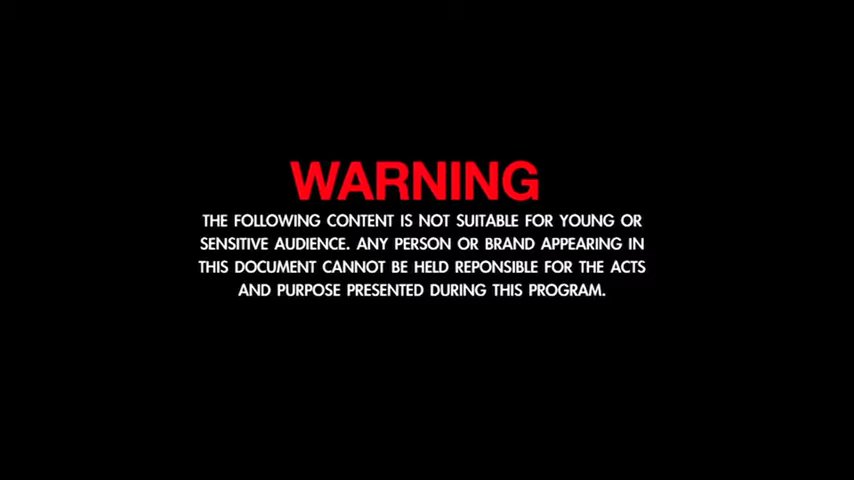 WARNING
THE FOLLOWING CONTENT IS NOT SUITABLE FOR YOUNG OR
SENSITIVE AUDIENCE. ANY PERSON OR BRAND APPEARING IN
THIS DOCUMENT CANNOT BE HELD REPONSIBLE FOR THE ACTS
AND PURPOSE PRESENTED DURING THIS PROGRAM.